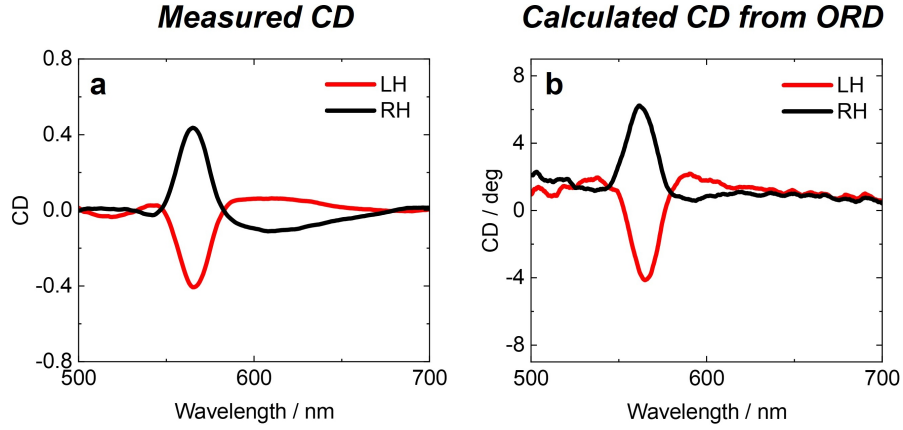 Measured CD
Calculated CD from ORD
a
LH
RH
0.8
0.4
0.0
-0.4
-0.8
CD
500
600
700
Wavelength / nm
b
LH
RH
8
4
0
-4
-8
CD / deg
500
600
700
Wavelength / nm